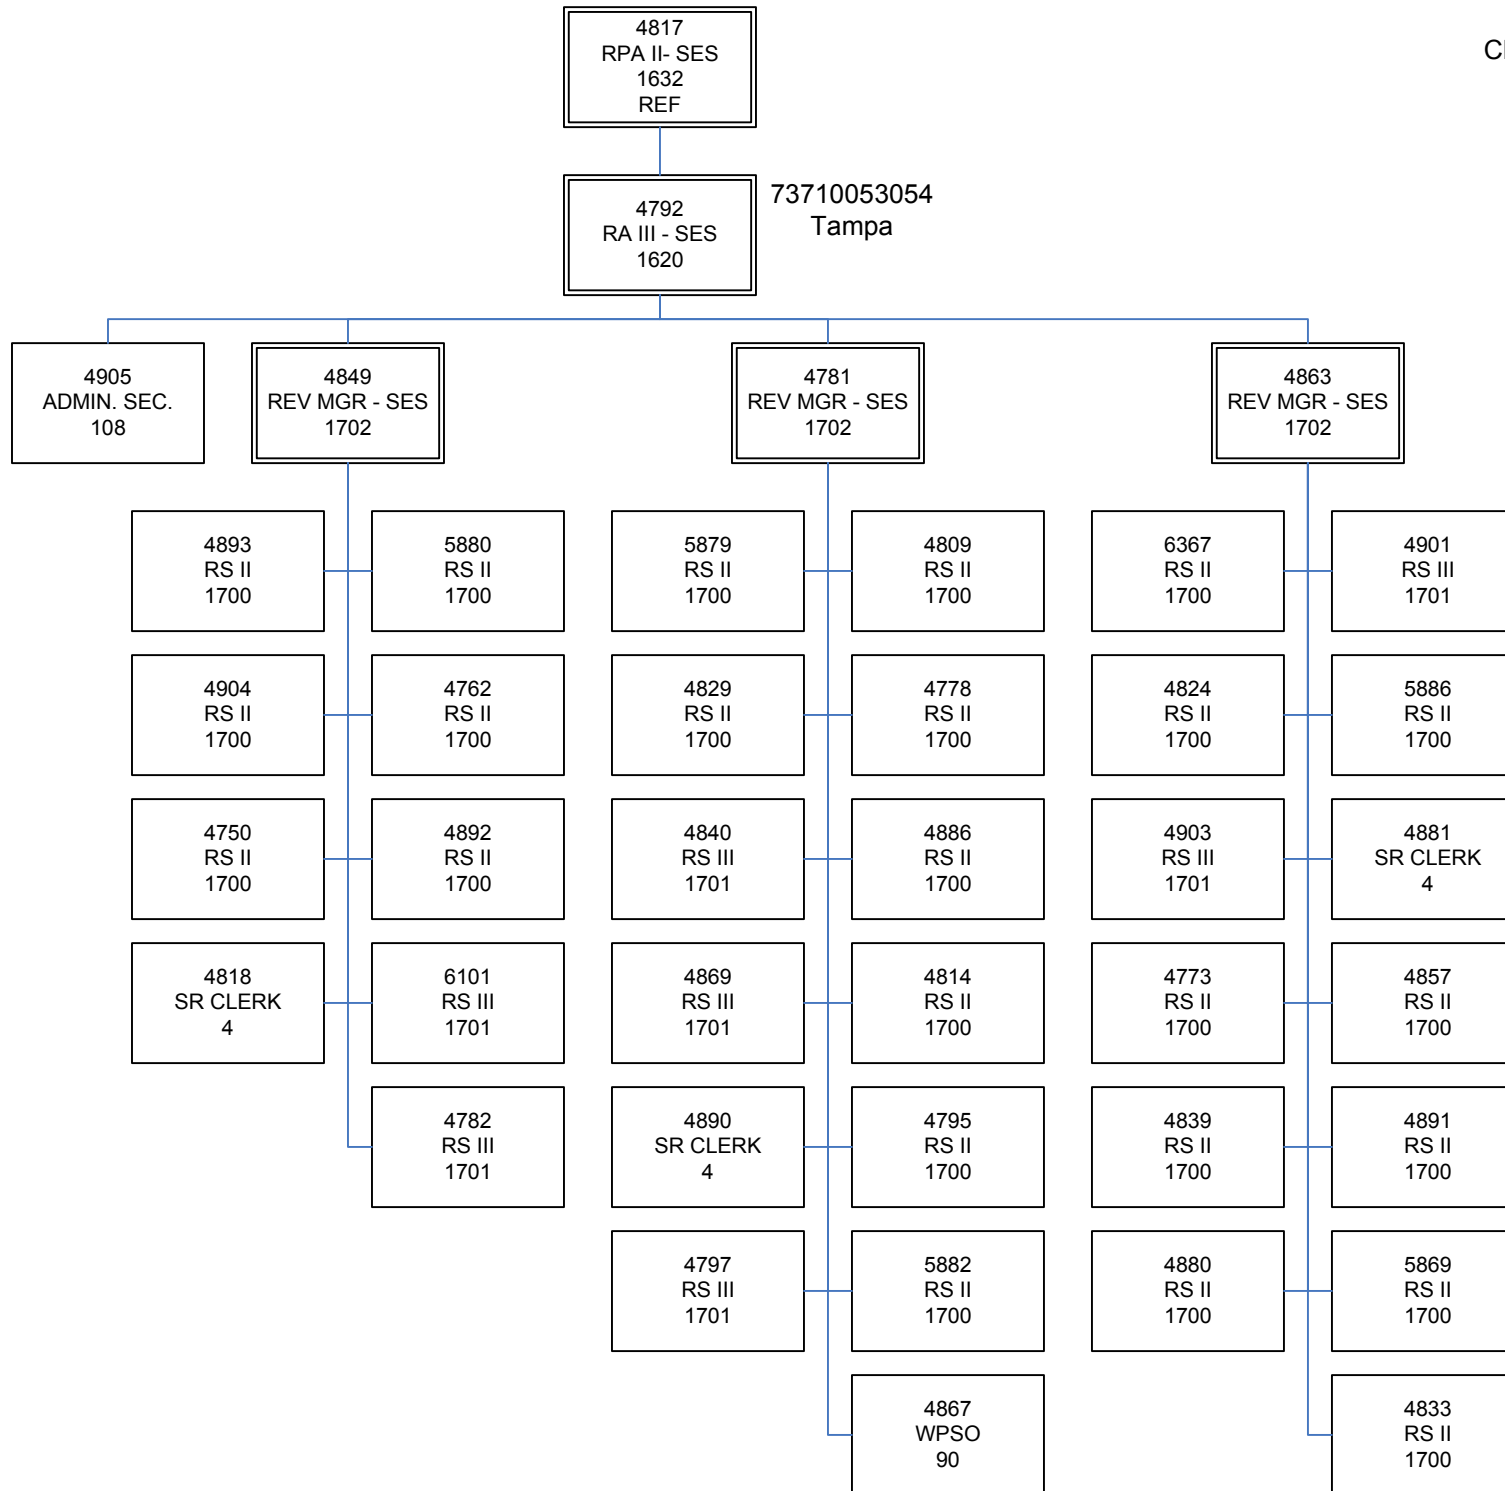 4817
RPA II- SES
1632
REF
4792
RA III - SES
1620
73710053054
Tampa
4905
ADMIN. SEC.
108
4849
REV MGR - SES
1702
4781
REV MGR - SES
1702
4863
REV MGR - SES
1702
4893
RS II
1700
5880
RS II
1700
5879
RS II
1700
4809
RS II
1700
6367
RS II
1700
4901
RS III
1701
4904
RS II
1700
4762
RS II
1700
4829
RS II
1700
4778
RS II
1700
4824
RS II
1700
5886
RS II
1700
4750
RS II
1700
4892
RS II
1700
4840
RS III
1701
4886
RS II
1700
4903
RS III
1701
4881
SR CLERK
4
4818
SR CLERK
4
6101
RS III
1701
4869
RS III
1701
4814
RS II
1700
4773
RS II
1700
4857
RS II
1700
4782
RS III
1701
4890
SR CLERK
4
4795
RS II
1700
4839
RS II
1700
4891
RS II
1700
4797
RS III
1701
5882
RS II
1700
4880
RS II
1700
5869
RS II
1700
4867
WPSO
90
4833
RS II
1700